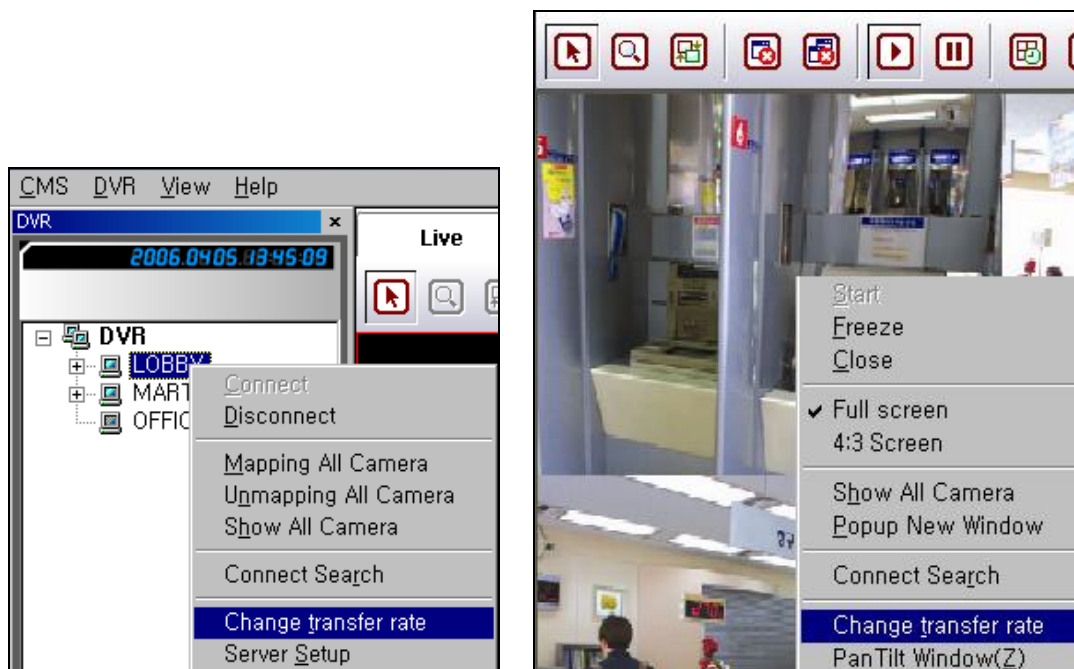 CMS DVR View Help
DVR
2006.04.05.13:45:09
Live
DVR
LOBBY
MART
OFFIC
Connect
Disconnect
Mapping All Camera
Unmapping All Camera
Show All Camera
Connect Search
Change transfer rate
Server Setup
Start
Freeze
Close
Full screen
4:3 Screen
Show All Camera
Popup New Window
Connect Search
Change transfer rate
PanTilt Window(Z)